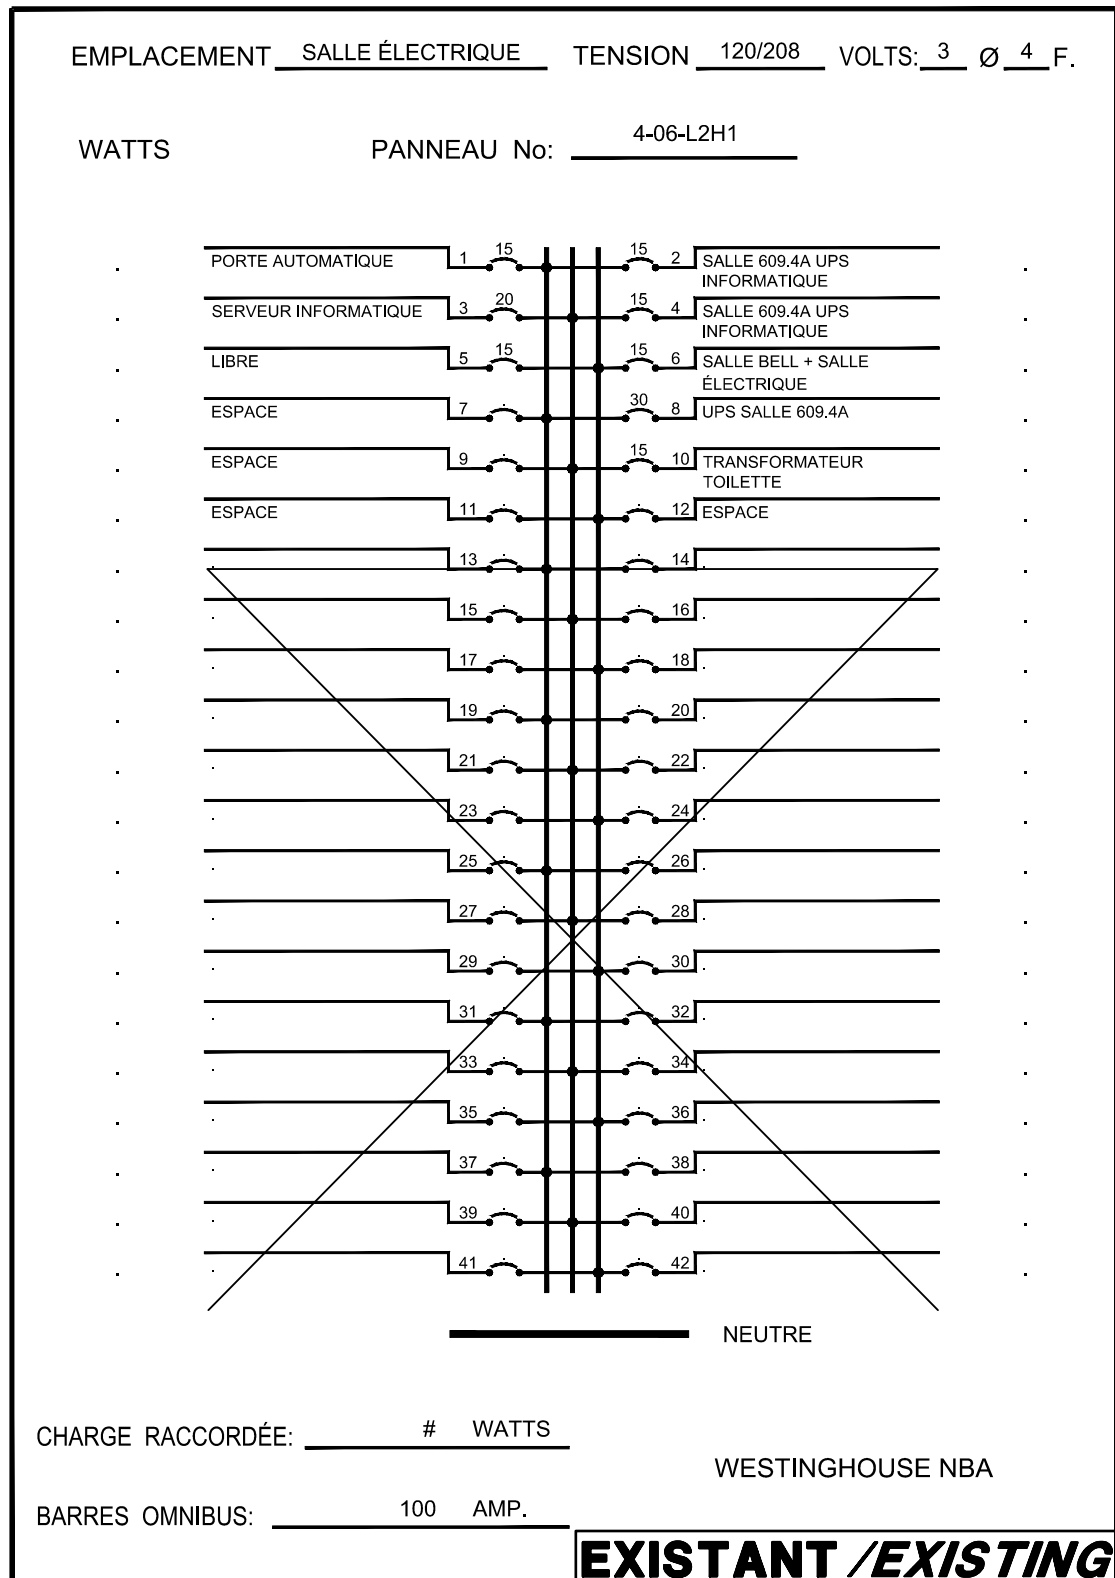 EMPLACEMENT SALLE ÉLECTRIQUE TENSION 120/208 VOLTS: 3 Ø 4 F.
WATTS PANNEAU No: 4-06-L2H1
PORTE AUTOMATIQUE 1 15 15 2 SALLE 609.4A UPS
INFORMATIQUE
SERVEUR INFORMATIQUE 3 20 15 4 SALLE 609.4A UPS
INFORMATIQUE
LIBRE 5 15 15 6 SALLE BELL + SALLE
ÉLECTRIQUE
ESPACE 7 30 8 UPS SALLE 609.4A
ESPACE 9 15 10 TRANSFORMATEUR
TOILETTE
ESPACE 11 12 ESPACE
13 14
15 16
17 18
19 20
21 22
23 24
25 26
27 28
29 30
31 32
33 34
35 36
37 38
39 40
41 42
NEUTRE
CHARGE RACCORDÉE: # WATTS
WESTINGHOUSE NBA
BARRES OMNIBUS: 100 AMP.
EXISTANT /EXISTING